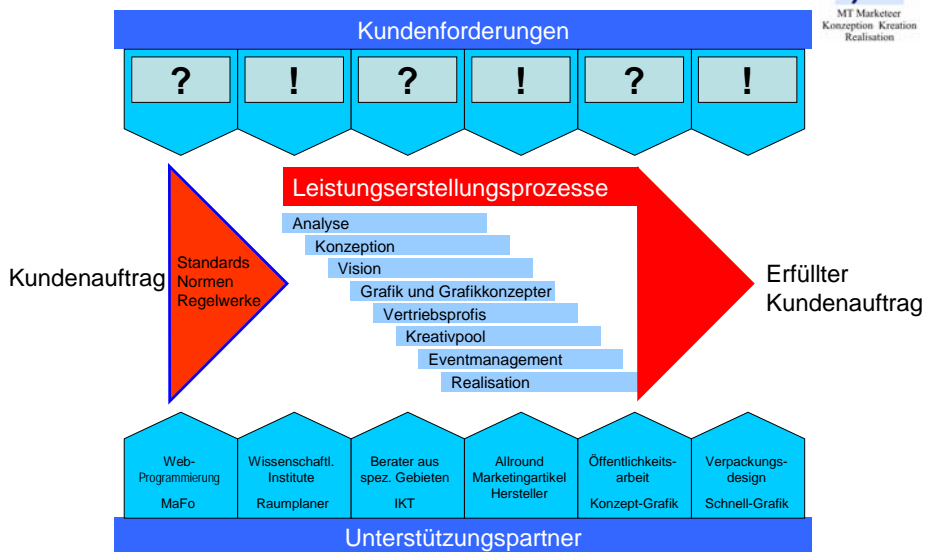 MT Marketeer
Konzeption Kreation
Realisation
Kundenforderungen
? ! ? ! ? !
Leistungserstellungsprozesse
Analyse
Konzeption
Vision
Grafik und Grafikkonzepter
Vertriebsprofis
Kreativpool
Eventmanagement
Realisation
Kundenauftrag
Standards
Normen
Regelwerke
Erfüllter
Kundenauftrag
Web-
Programmierung
MaFo
Wissenschaftl.
Institute
Raumplaner
Berater aus
spez. Gebieten
IKT
Allround
Marketingartikel
Hersteller
Öffentlichkeits-
arbeit
Konzept-Grafik
Verpackungs-
design
Schnell-Grafik
Unterstützungspartner